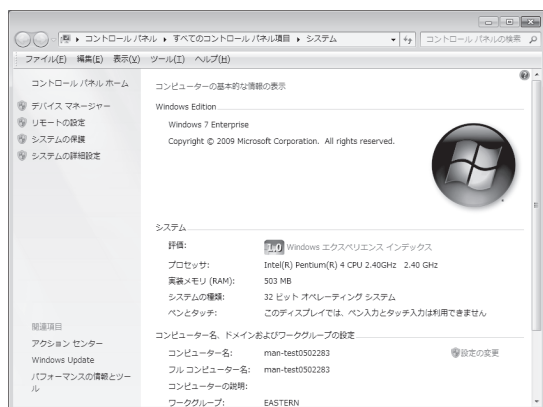 コントロール パネル ▸ すべてのコントロール パネル項目 ▸ システム
コントロール パネルの検索
ファイル(F) 編集(E) 表示(V) ツール(T) ヘルプ(H)
コントロール パネル ホーム
デバイス マネージャー
リモートの設定
システムの保護
システムの詳細設定
関連項目
アクション センター
Windows Update
パフォーマンスの情報とツー
ル
コンピューターの基本的な情報の表示
Windows Edition
Windows 7 Enterprise
Copyright © 2009 Microsoft Corporation. All rights reserved.
システム
評価: 1.0 Windows エクスペリエンス インデックス
プロセッサ: Intel(R) Pentium(R) 4 CPU 2.40GHz 2.40 GHz
実装メモリ (RAM): 503 MB
システムの種類: 32 ビット オペレーティング システム
ペンとタッチ: このディスプレイでは、ペン入力とタッチ入力は利用できません
コンピューター名、ドメインおよびワークグループの設定
コンピューター名: man-test0502283 設定の変更
フル コンピューター名: man-test0502283
コンピューターの説明:
ワークグループ: EASTERN